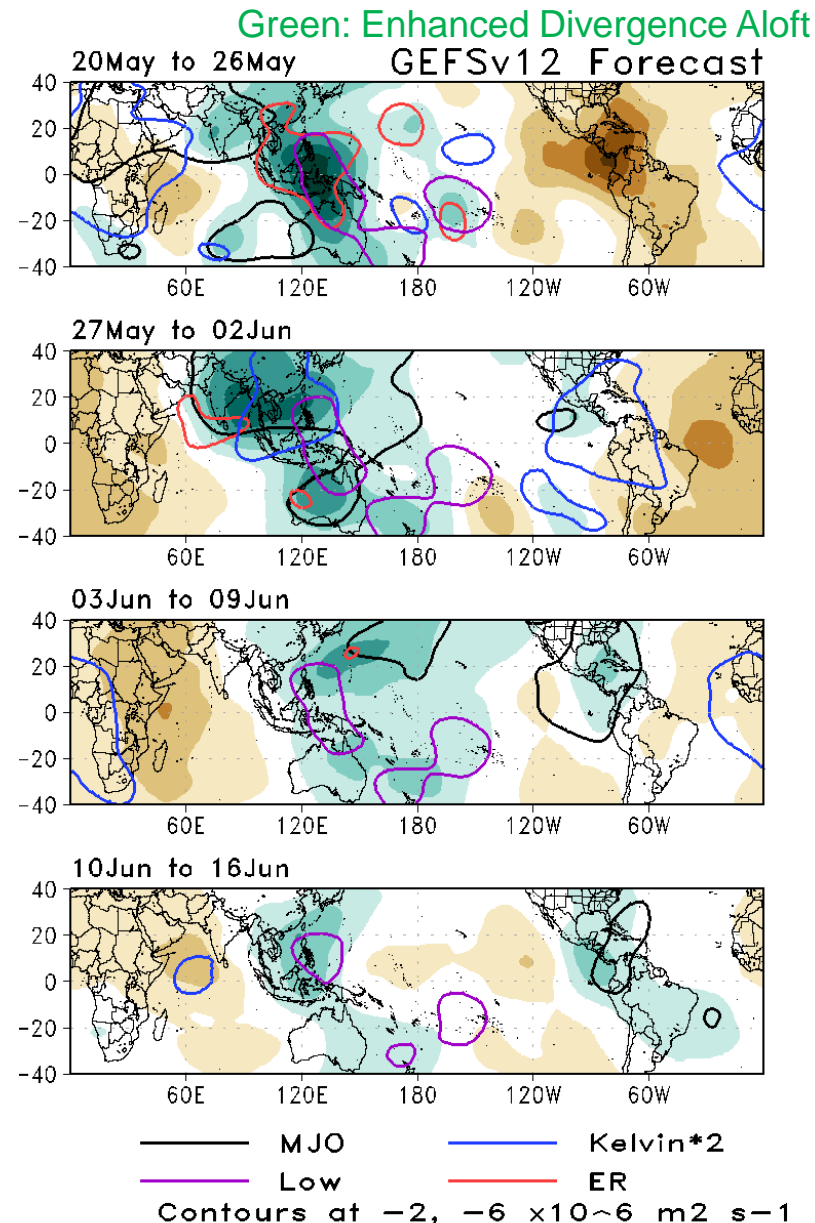 Green: Enhanced Divergence Aloft
20May to 26May GEFSv12 Forecast
40
20
0
-20
-40
60E 120E 180 120W 60W
27May to 02Jun
40
20
0
-20
-40
60E 120E 180 120W 60W
03Jun to 09Jun
40
20
0
-20
-40
60E 120E 180 120W 60W
10Jun to 16Jun
40
20
0
-20
-40
60E 120E 180 120W 60W
MJO Kelvin*2
Low ER
Contours at -2, -6 x10^6 m2 s-1